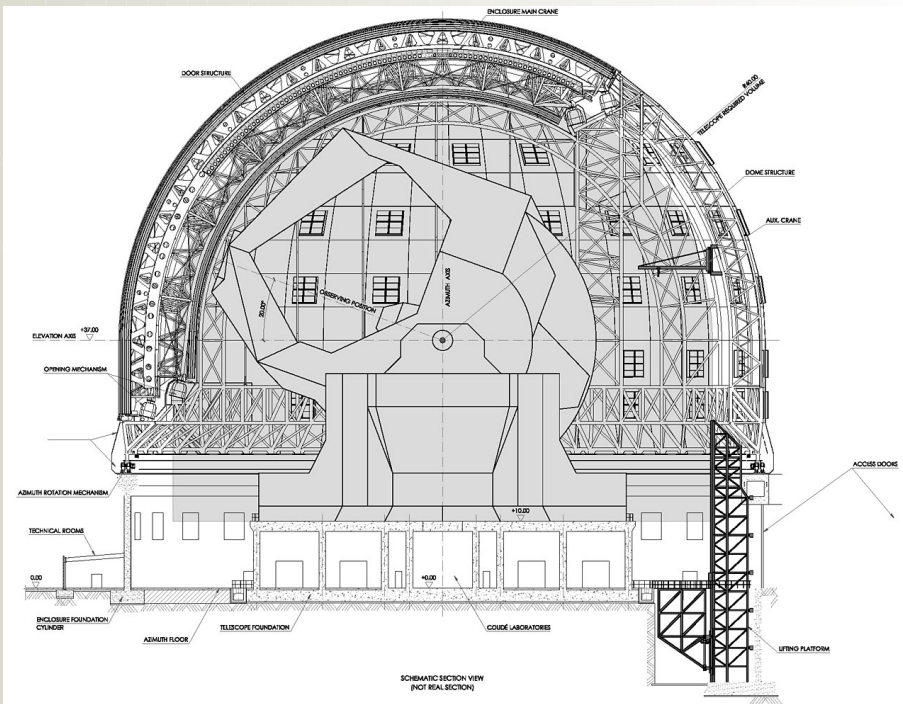 ENCLOSURE MAIN CRANE
DOOR STRUCTURE
R40.00
TELESCOPE REQUIRED VOLUME
DOME STRUCTURE
AUX. CRANE
AZIMUTH AXIS
OBSERVING POSITION
20.00°
ELEVATION AXIS
+37.00
OPENING MECHANISM
ACCESS DOORS
AZIMUTH ROTATION MECHANISM
+10.00
TECHNICAL ROOMS
0.00
+0.00
ENCLOSURE FOUNDATION
CYLINDER
AZIMUTH FLOOR
TELESCOPE FOUNDATION
COUDÉ LABORATORIES
LIFTING PLATFORM
SCHEMATIC SECTION VIEW
(NOT REAL SECTION)